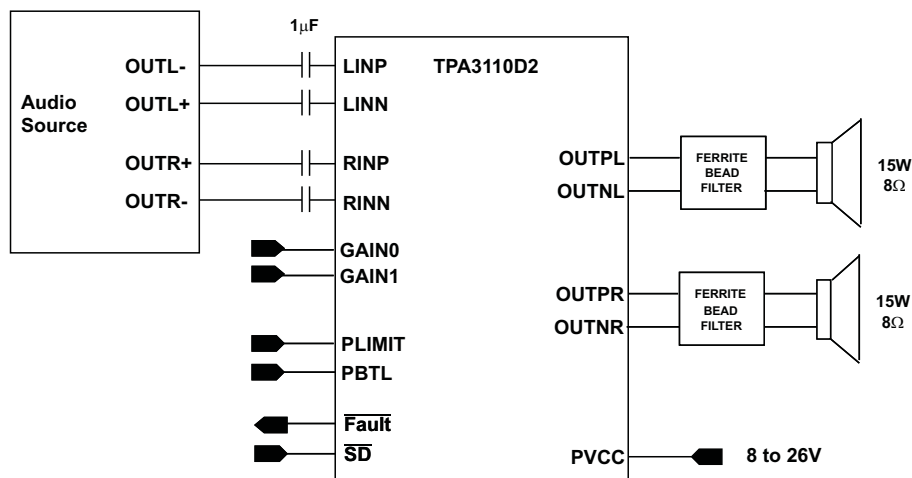 1μF
Audio
Source
OUTL-
OUTL+
OUTR+
OUTR-
TPA3110D2
LINP
LINN
RINP
RINN
GAIN0
GAIN1
PLIMIT
PBTL
Fault
SD
OUTPL
OUTNL
FERRITE
BEAD
FILTER
15W
8Ω
OUTPR
OUTNR
FERRITE
BEAD
FILTER
15W
8Ω
PVCC
8 to 26V